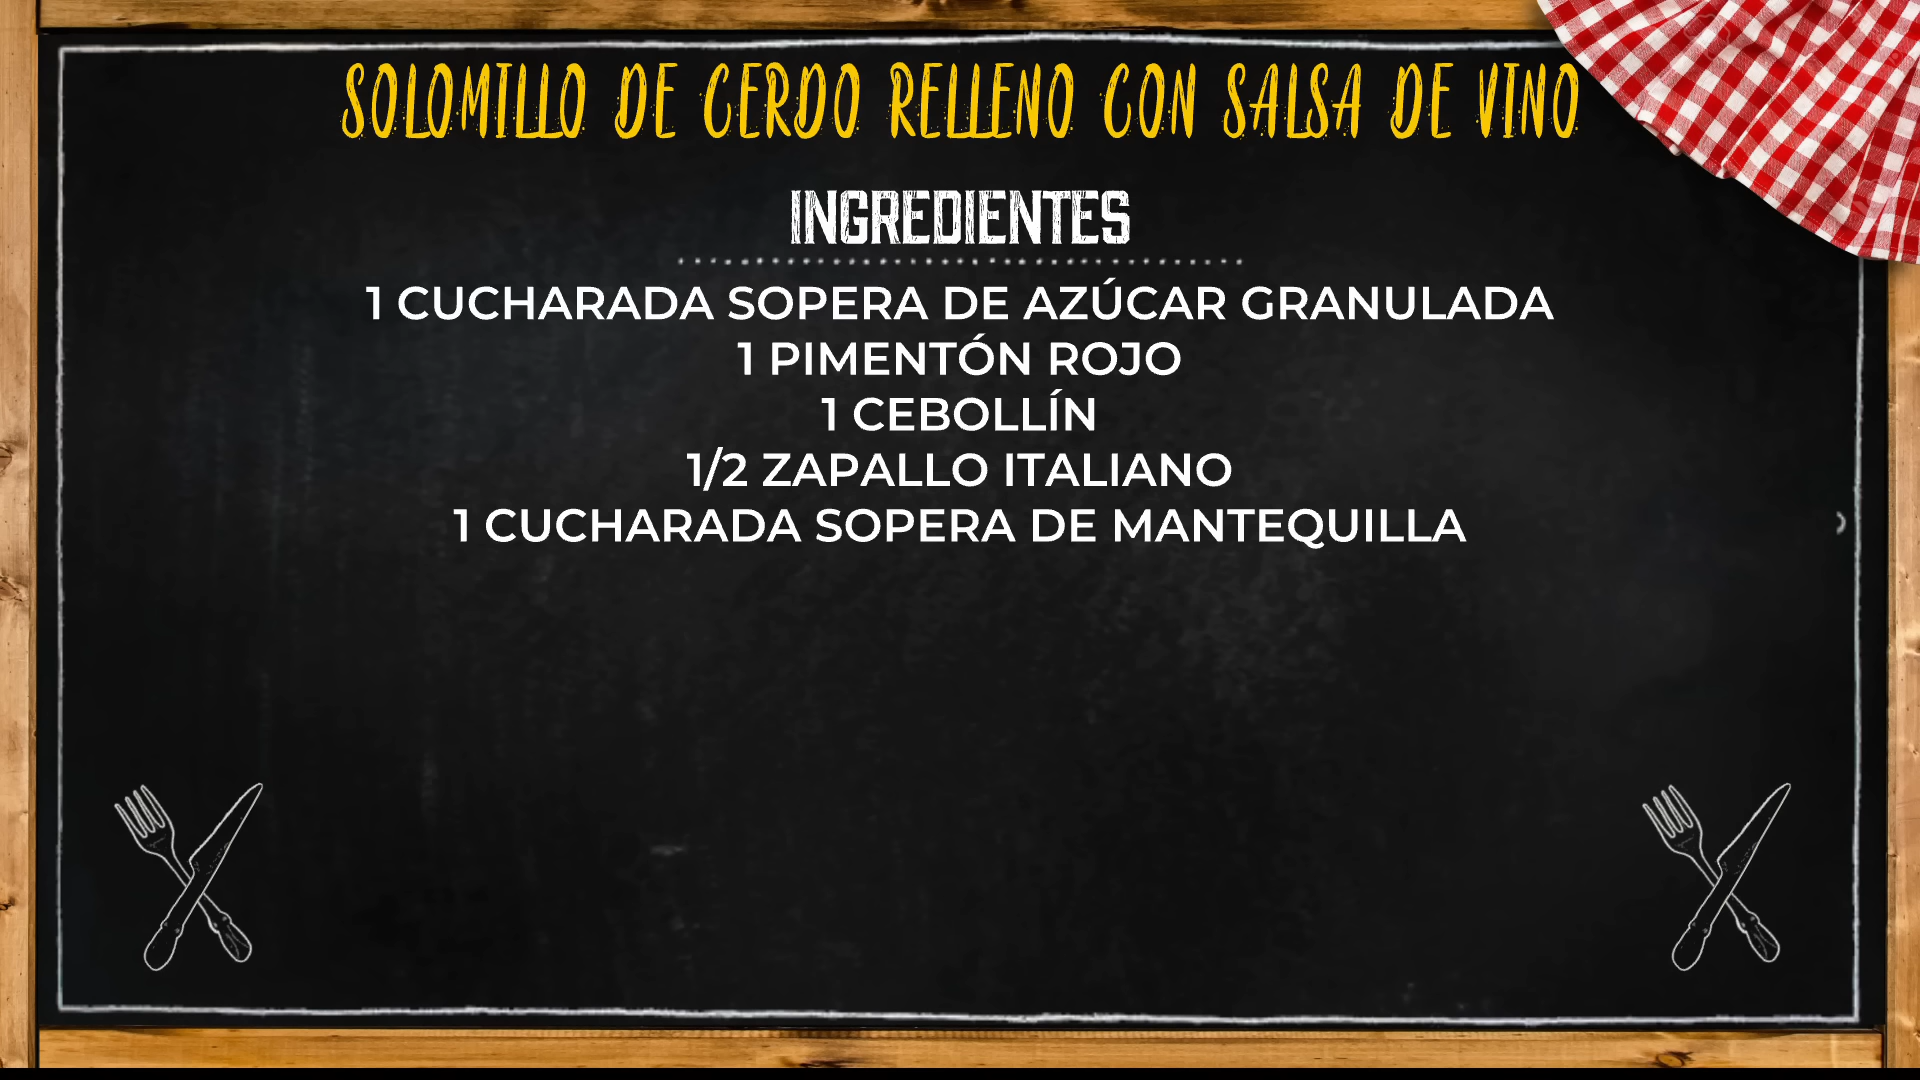 SOLOMILLO DE CERDO RELLENO CON SALSA DE VINO
INGREDIENTES
1 CUCHARADA SOPERA DE AZÚCAR GRANULADA
1 PIMENTÓN ROJO
1 CEBOLLÍN
1/2 ZAPALLO ITALIANO
1 CUCHARADA SOPERA DE MANTEQUILLA